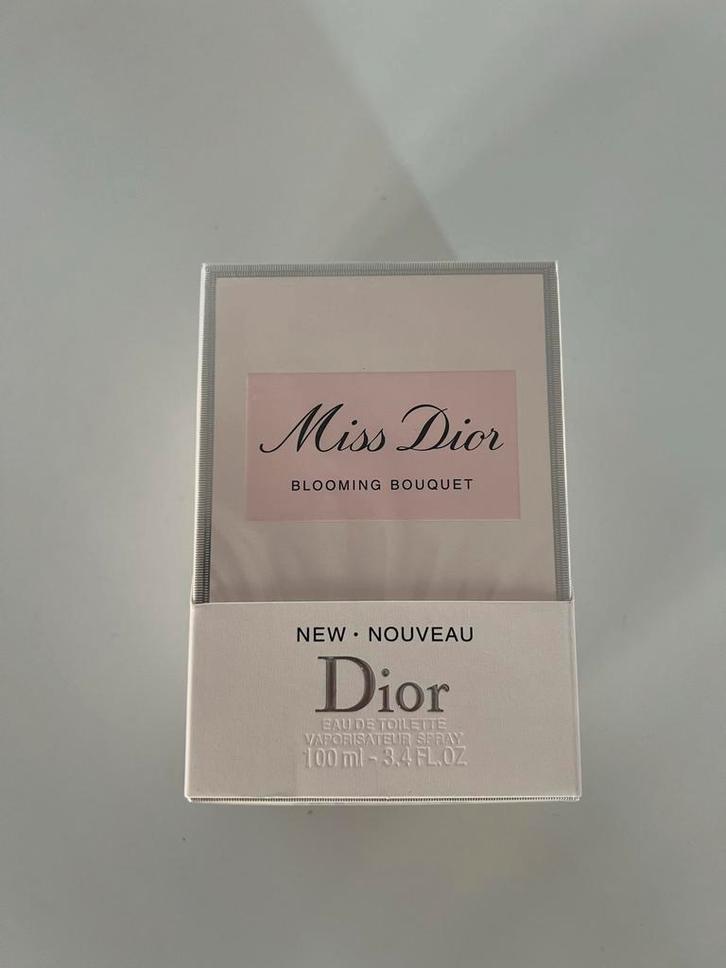 Miss Dior
BLOOMING BOUQUET
NEW · NOUVEAU
Dior
EAU DE TOILETTE
VAPORISATEUR SPRAY
100 ml - 3.4 FL.OZ